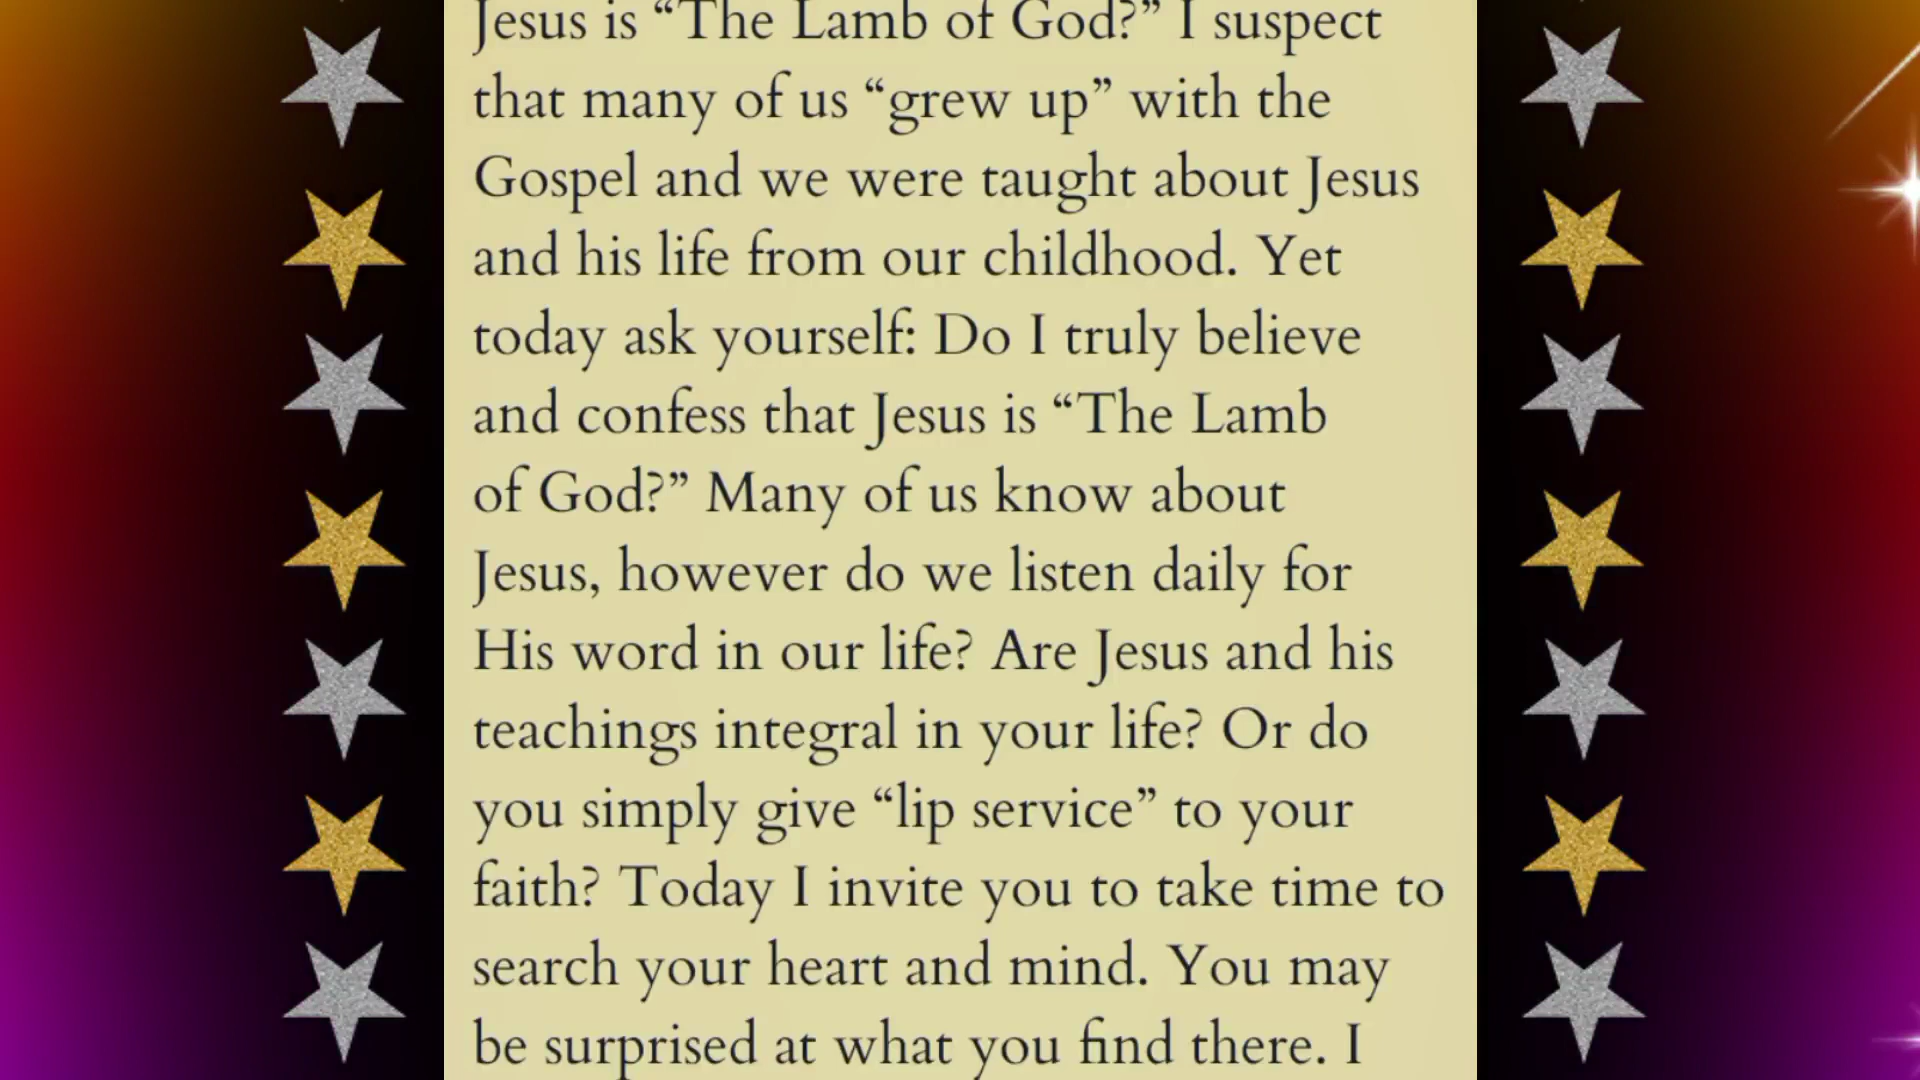 Jesus is “The Lamb of God?” I suspect
that many of us “grew up” with the
Gospel and we were taught about Jesus
and his life from our childhood. Yet
today ask yourself: Do I truly believe
and confess that Jesus is “The Lamb
of God?” Many of us know about
Jesus, however do we listen daily for
His word in our life? Are Jesus and his
teachings integral in your life? Or do
you simply give “lip service” to your
faith? Today I invite you to take time to
search your heart and mind. You may
be surprised at what you find there. I